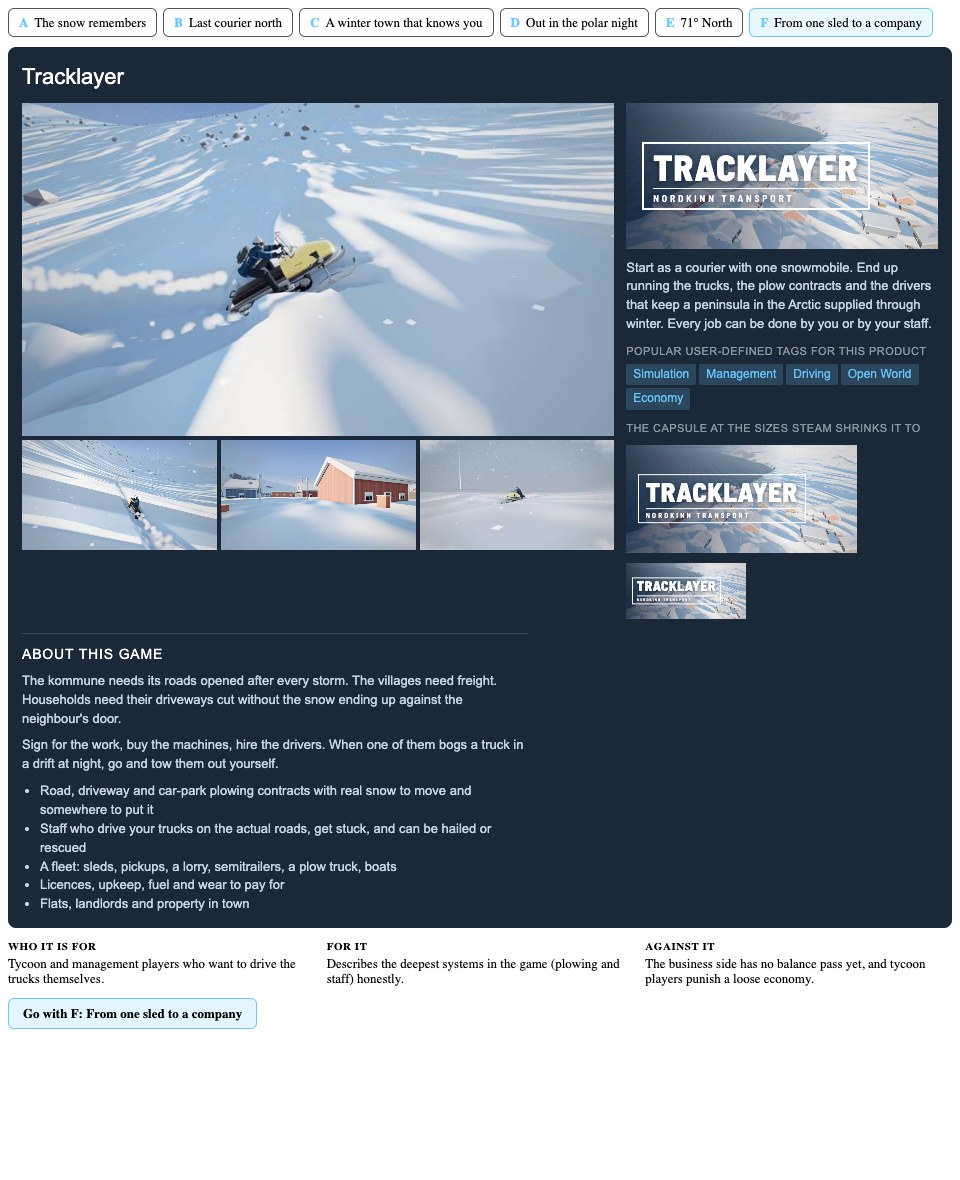 A The snow remembers
B Last courier north
C A winter town that knows you
D Out in the polar night
E 71° North
F From one sled to a company
Tracklayer
TRACKLAYER
NORDKINN TRANSPORT
Start as a courier with one snowmobile. End up
running the trucks, the plow contracts and the drivers
that keep a peninsula in the Arctic supplied through
winter. Every job can be done by you or by your staff.
POPULAR USER-DEFINED TAGS FOR THIS PRODUCT
Simulation
Management
Driving
Open World
Economy
THE CAPSULE AT THE SIZES STEAM SHRINKS IT TO
TRACKLAYER
NORDKINN TRANSPORT
TRACKLAYER
NORDKINN TRANSPORT
ABOUT THIS GAME
The kommune needs its roads opened after every storm. The villages need freight.
Households need their driveways cut without the snow ending up against the
neighbour's door.
Sign for the work, buy the machines, hire the drivers. When one of them bogs a truck in
a drift at night, go and tow them out yourself.
• Road, driveway and car-park plowing contracts with real snow to move and
somewhere to put it
• Staff who drive your trucks on the actual roads, get stuck, and can be hailed or
rescued
• A fleet: sleds, pickups, a lorry, semitrailers, a plow truck, boats
• Licences, upkeep, fuel and wear to pay for
• Flats, landlords and property in town
WHO IT IS FOR
Tycoon and management players who want to drive the
trucks themselves.
FOR IT
Describes the deepest systems in the game (plowing and
staff) honestly.
AGAINST IT
The business side has no balance pass yet, and tycoon
players punish a loose economy.
Go with F: From one sled to a company